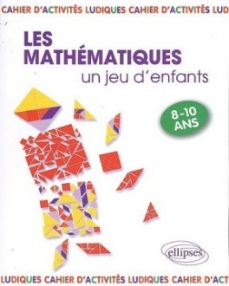 CAHIER D'ACTIVITÉS LUDIQUES CAHIER D'ACTIVITÉS LUD
LES
MATHÉMATIQUES
un jeu d'enfants
8-10
ANS
ellipses
LUDIQUES CAHIER D'ACTIVITÉS LUDIQUES CAHIER D'ACT